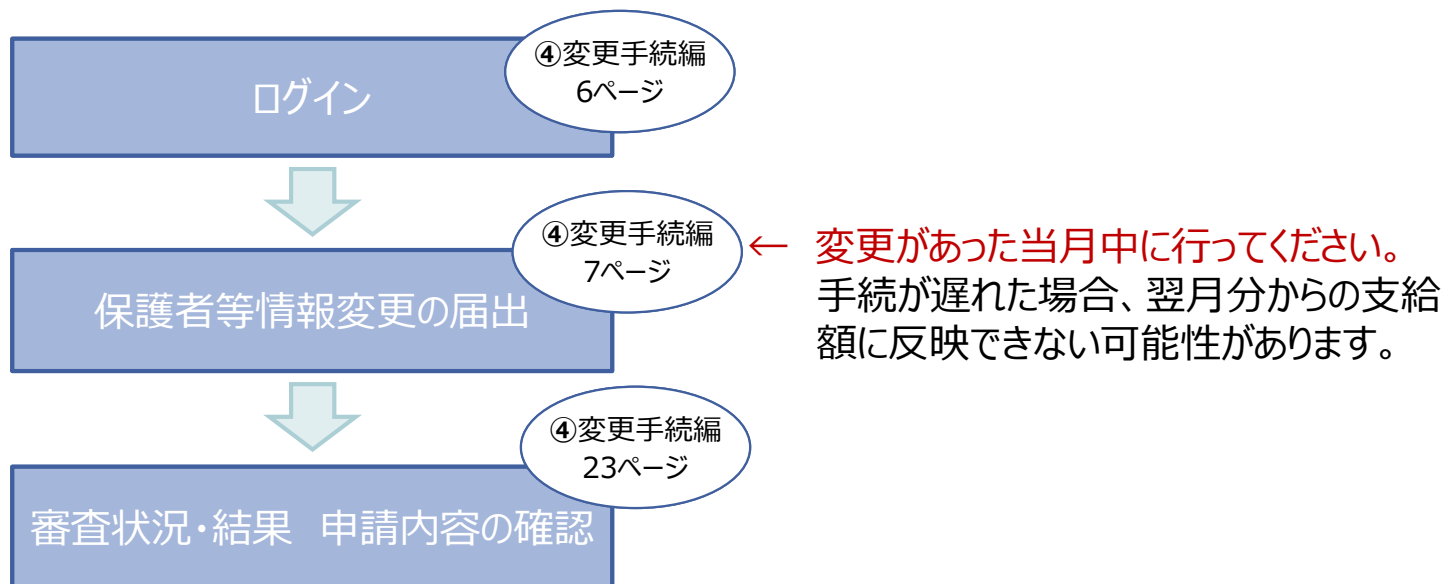 ④変更手続編
6ページ
ログイン
④変更手続編
7ページ
← 変更があった当月中に行ってください。
手続が遅れた場合、翌月分からの支給
額に反映できない可能性があります。
保護者等情報変更の届出
④変更手続編
23ページ
審査状況・結果　申請内容の確認